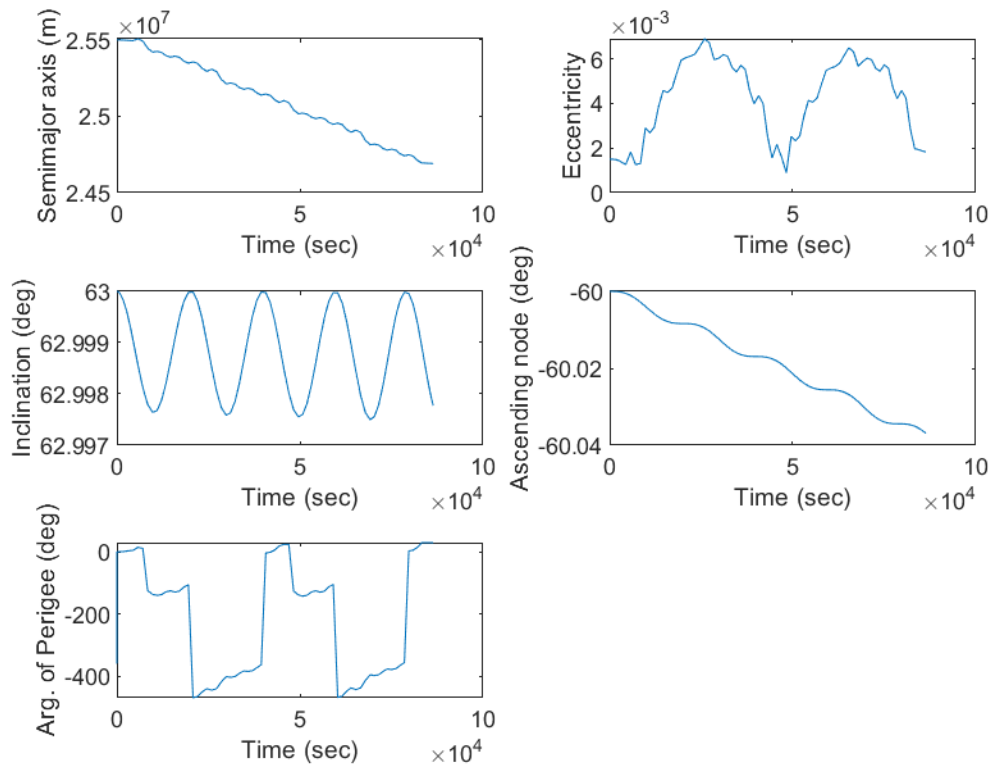 ×10^7
2.55
2.5
2.45
Semimajor axis (m)
0 5 10
Time (sec)
×10^4
×10^-3
6
4
2
0
Eccentricity
0 5 10
Time (sec)
×10^4
63
62.999
62.998
62.997
Inclination (deg)
0 5 10
Time (sec)
×10^4
-60
-60.02
-60.04
Ascending node (deg)
0 5 10
Time (sec)
×10^4
0
-200
-400
Arg. of Perigee (deg)
0 5 10
Time (sec)
×10^4